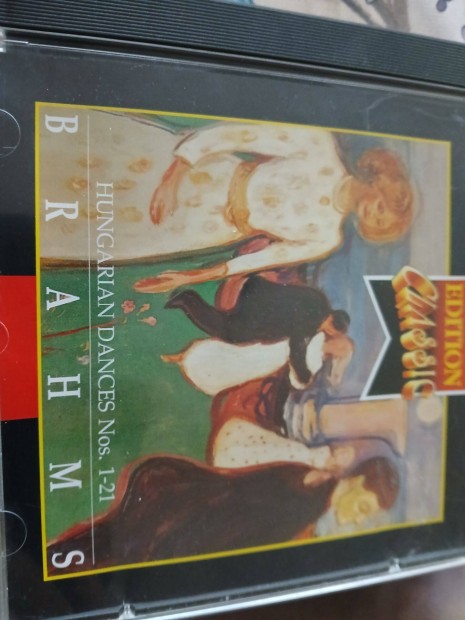 EDITION
Classic
HUNGARIAN DANCES Nos. 1-21
BRAHMS